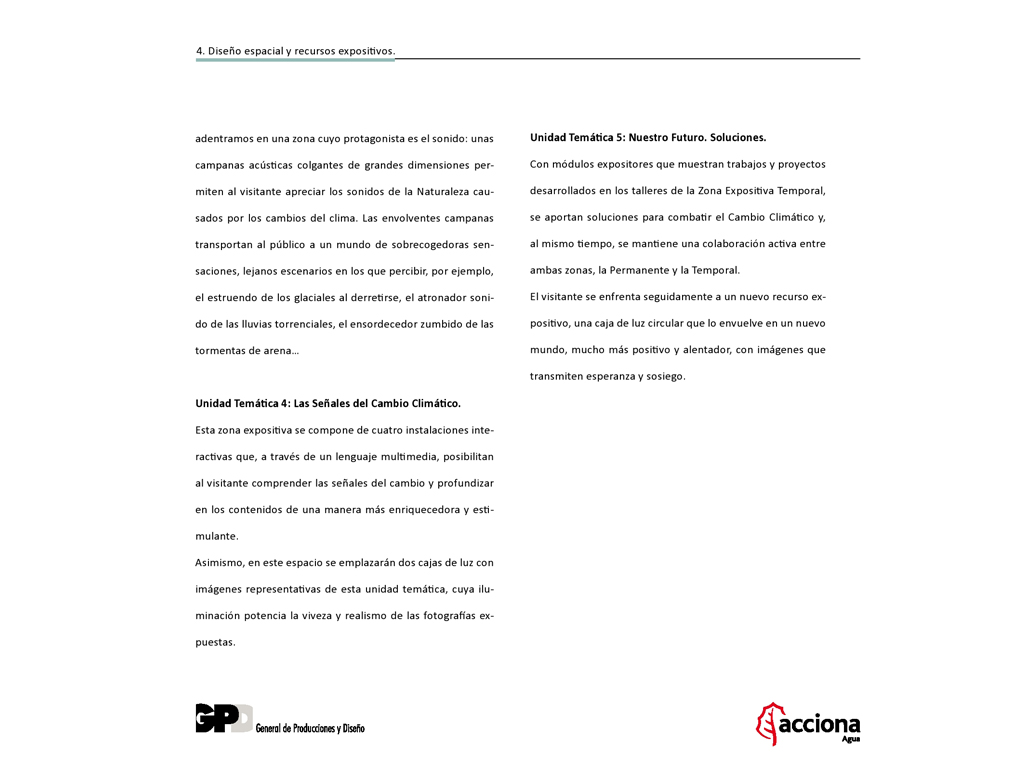 4. Diseño espacial y recursos expositivos.
adentramos en una zona cuyo protagonista es el sonido: unas
campanas acústicas colgantes de grandes dimensiones per-
miten al visitante apreciar los sonidos de la Naturaleza cau-
sados por los cambios del clima. Las envolventes campanas
transportan al público a un mundo de sobrecogedoras sen-
saciones, lejanos escenarios en los que percibir, por ejemplo,
el estruendo de los glaciales al derretirse, el atronador soni-
do de las lluvias torrenciales, el ensordecedor zumbido de las
tormentas de arena...
Unidad Temática 4: Las Señales del Cambio Climático.
Esta zona expositiva se compone de cuatro instalaciones inte-
ractivas que, a través de un lenguaje multimedia, posibilitan
al visitante comprender las señales del cambio y profundizar
en los contenidos de una manera más enriquecedora y esti-
mulante.
Asimismo, en este espacio se emplazarán dos cajas de luz con
imágenes representativas de esta unidad temática, cuya ilu-
minación potencia la viveza y realismo de las fotografías ex-
puestas.
Unidad Temática 5: Nuestro Futuro. Soluciones.
Con módulos expositores que muestran trabajos y proyectos
desarrollados en los talleres de la Zona Expositiva Temporal,
se aportan soluciones para combatir el Cambio Climático y,
al mismo tiempo, se mantiene una colaboración activa entre
ambas zonas, la Permanente y la Temporal.
El visitante se enfrenta seguidamente a un nuevo recurso ex-
positivo, una caja de luz circular que lo envuelve en un nuevo
mundo, mucho más positivo y alentador, con imágenes que
transmiten esperanza y sosiego.
GPD General de Producciones y Diseño
acciona
Agua